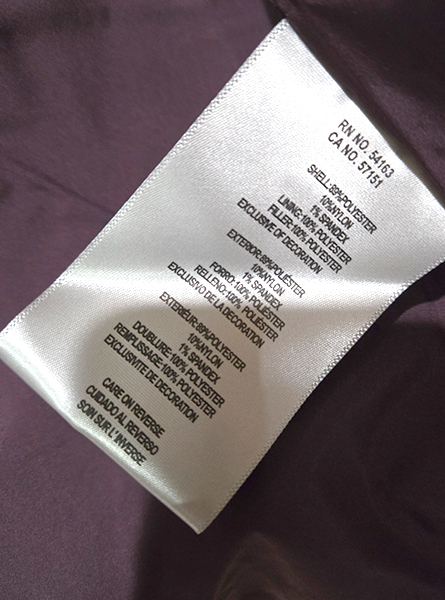 RN NO. 54163
CA NO. 57151
SHELL:89%POLYESTER
10%NYLON
1% SPANDEX
LINING:100% POLYESTER
FILLER:100% POLYESTER
EXCLUSIVE OF DECORATION
EXTERIOR:89%POLIÉSTER
10%NYLON
1% SPANDEX
FORRO:100% POLIÉSTER
RELLENO:100% POLIÉSTER
EXCLUSIVO DE LA DECORATION
EXTERIEUR:89%POLYESTER
10%NYLON
1% SPANDEX
DOUBLURE:100% POLYESTER
REMPLISSAGE:100% POLYESTER
EXCLUSIVITE DE DECORATION
CARE ON REVERSE
CUIDADO AL REVERSO
SOIN SUR L'INVERSE